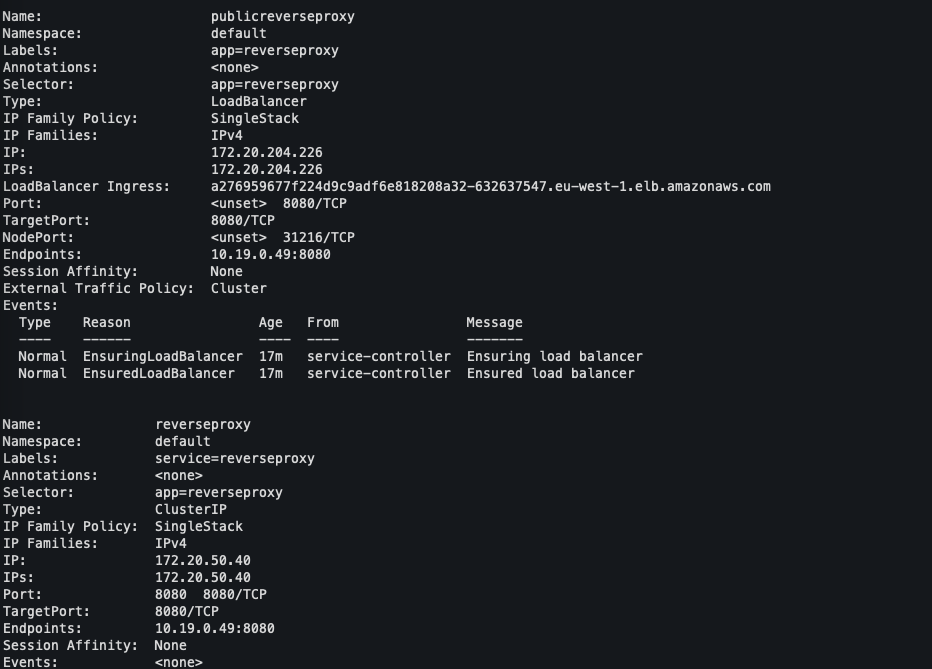 Name:                     publicreverseproxy
Namespace:                default
Labels:                   app=reverseproxy
Annotations:              <none>
Selector:                 app=reverseproxy
Type:                     LoadBalancer
IP Family Policy:         SingleStack
IP Families:              IPv4
IP:                       172.20.204.226
IPs:                      172.20.204.226
LoadBalancer Ingress:     a276959677f224d9c9adf6e818208a32-632637547.eu-west-1.elb.amazonaws.com
Port:                     <unset>  8080/TCP
TargetPort:               8080/TCP
NodePort:                 <unset>  31216/TCP
Endpoints:                10.19.0.49:8080
Session Affinity:         None
External Traffic Policy:  Cluster
Events:
  Type    Reason                Age   From                Message
  ----    ------                ----  ----                -------
  Normal  EnsuringLoadBalancer  17m   service-controller  Ensuring load balancer
  Normal  EnsuredLoadBalancer   17m   service-controller  Ensured load balancer
Name:              reverseproxy
Namespace:         default
Labels:            service=reverseproxy
Annotations:       <none>
Selector:          app=reverseproxy
Type:              ClusterIP
IP Family Policy:  SingleStack
IP Families:       IPv4
IP:                172.20.50.40
IPs:               172.20.50.40
Port:              8080  8080/TCP
TargetPort:        8080/TCP
Endpoints:         10.19.0.49:8080
Session Affinity:  None
Events:            <none>